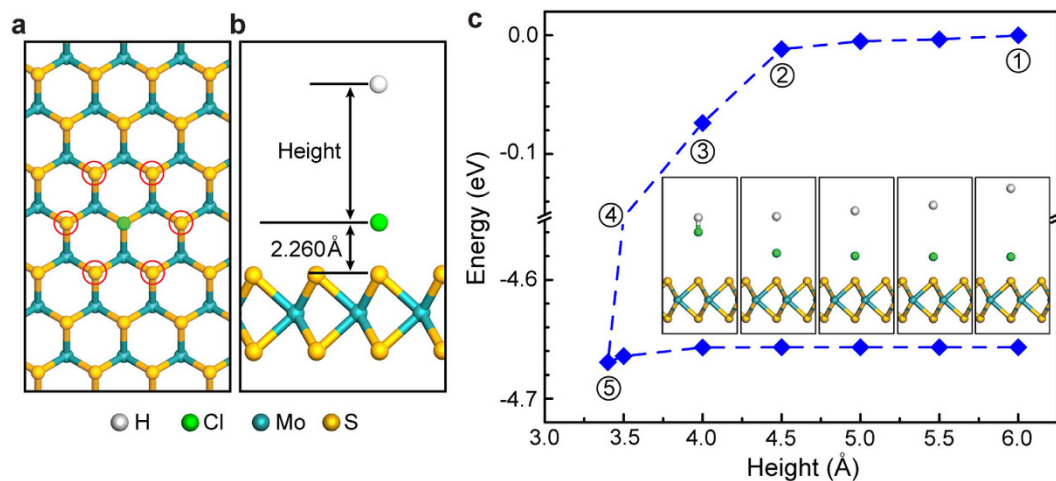 a
b
c
Height
2.260Å
H
Cl
Mo
S
Energy (eV)
0.0
-0.1
-4.6
-4.7
①
②
③
④
⑤
3.0 3.5 4.0 4.5 5.0 5.5 6.0
Height (Å)